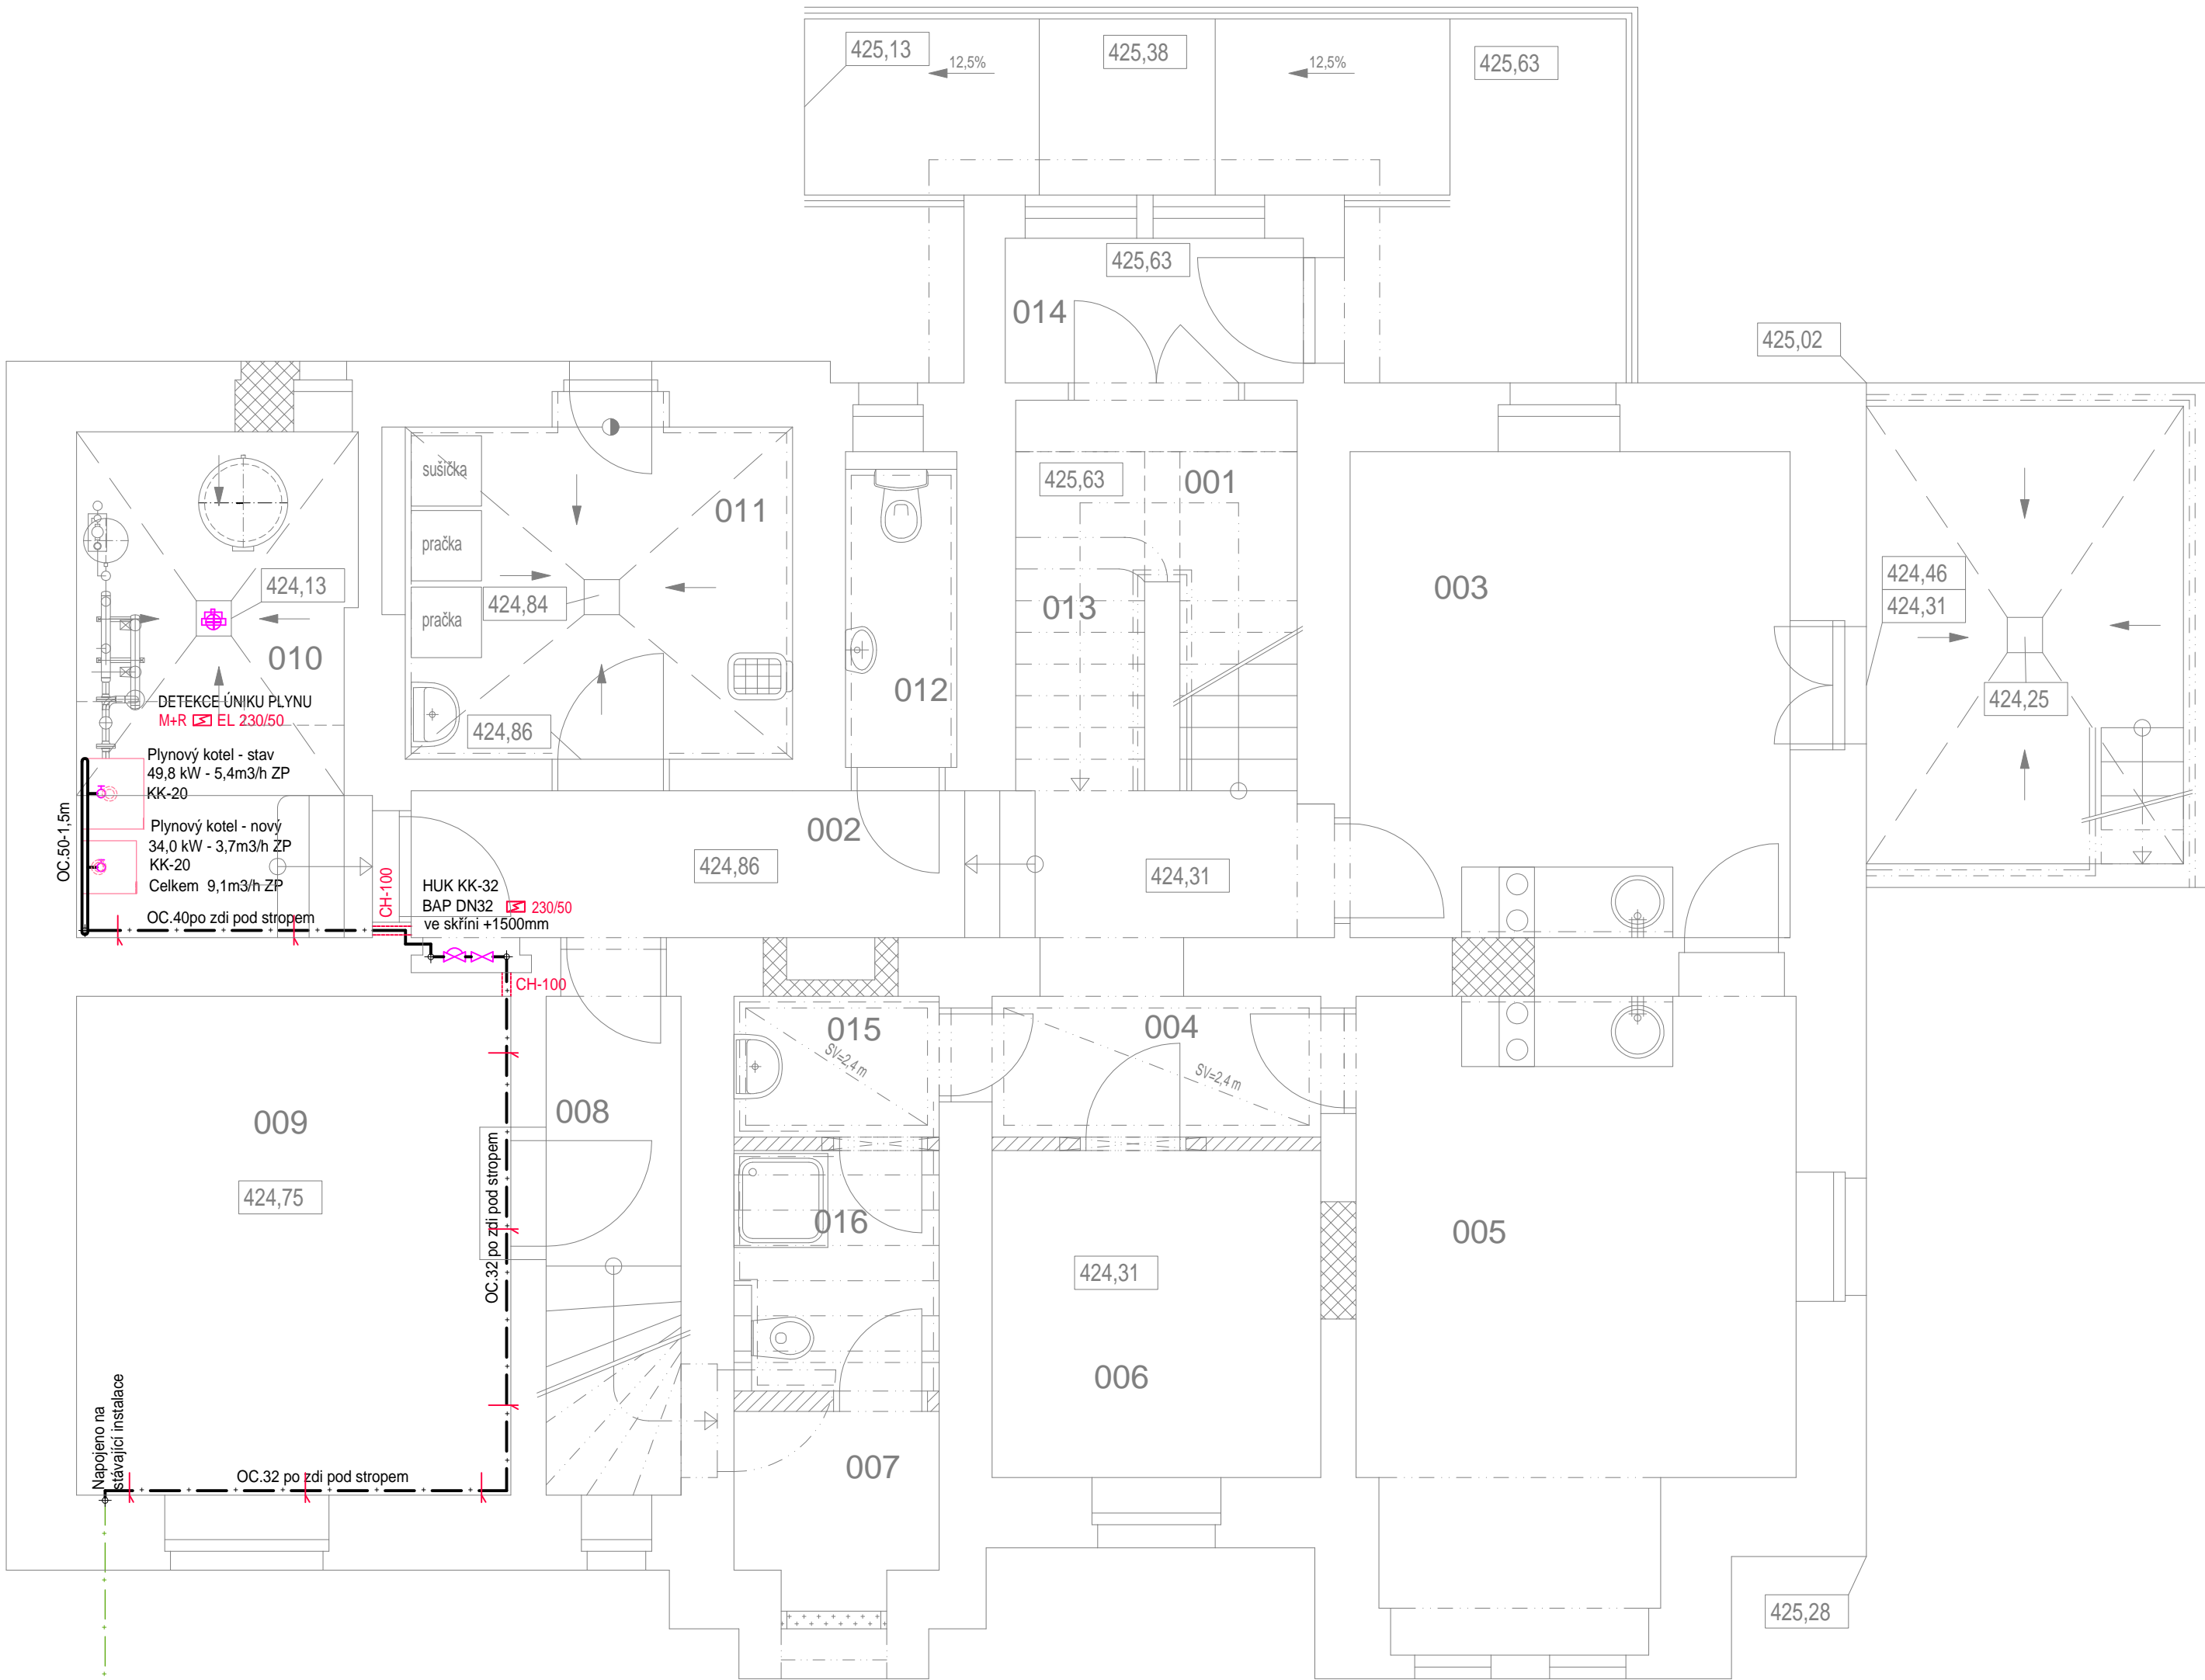 425,13
12,5%
425,38
12,5%
425,63
425,63
014
425,02
sušička
425,63
001
011
pračka
424,13
424,84
003
424,46
424,31
pračka
013
010
012
424,25
DETEKCE ÚNIKU PLYNU
M+R EL 230/50
424,86
Plynový kotel - stav
49,8 kW - 5,4m3/h ZP
KK-20
OC.50-1,5m
Plynový kotel - nový
34,0 kW - 3,7m3/h ZP
KK-20
Celkem 9,1m3/h ZP
002
424,86
424,31
CH-100
HUK KK-32
BAP DN32 230/50
ve skříni +1500mm
OC.40po zdi pod stropem
CH-100
015
SV=2,4 m
004
SV=2,4 m
009
008
424,75
OC.32 po zdi pod stropem
016
005
424,31
006
Napojeno na
stávající instalace
OC.32 po zdi pod stropem
007
425,28